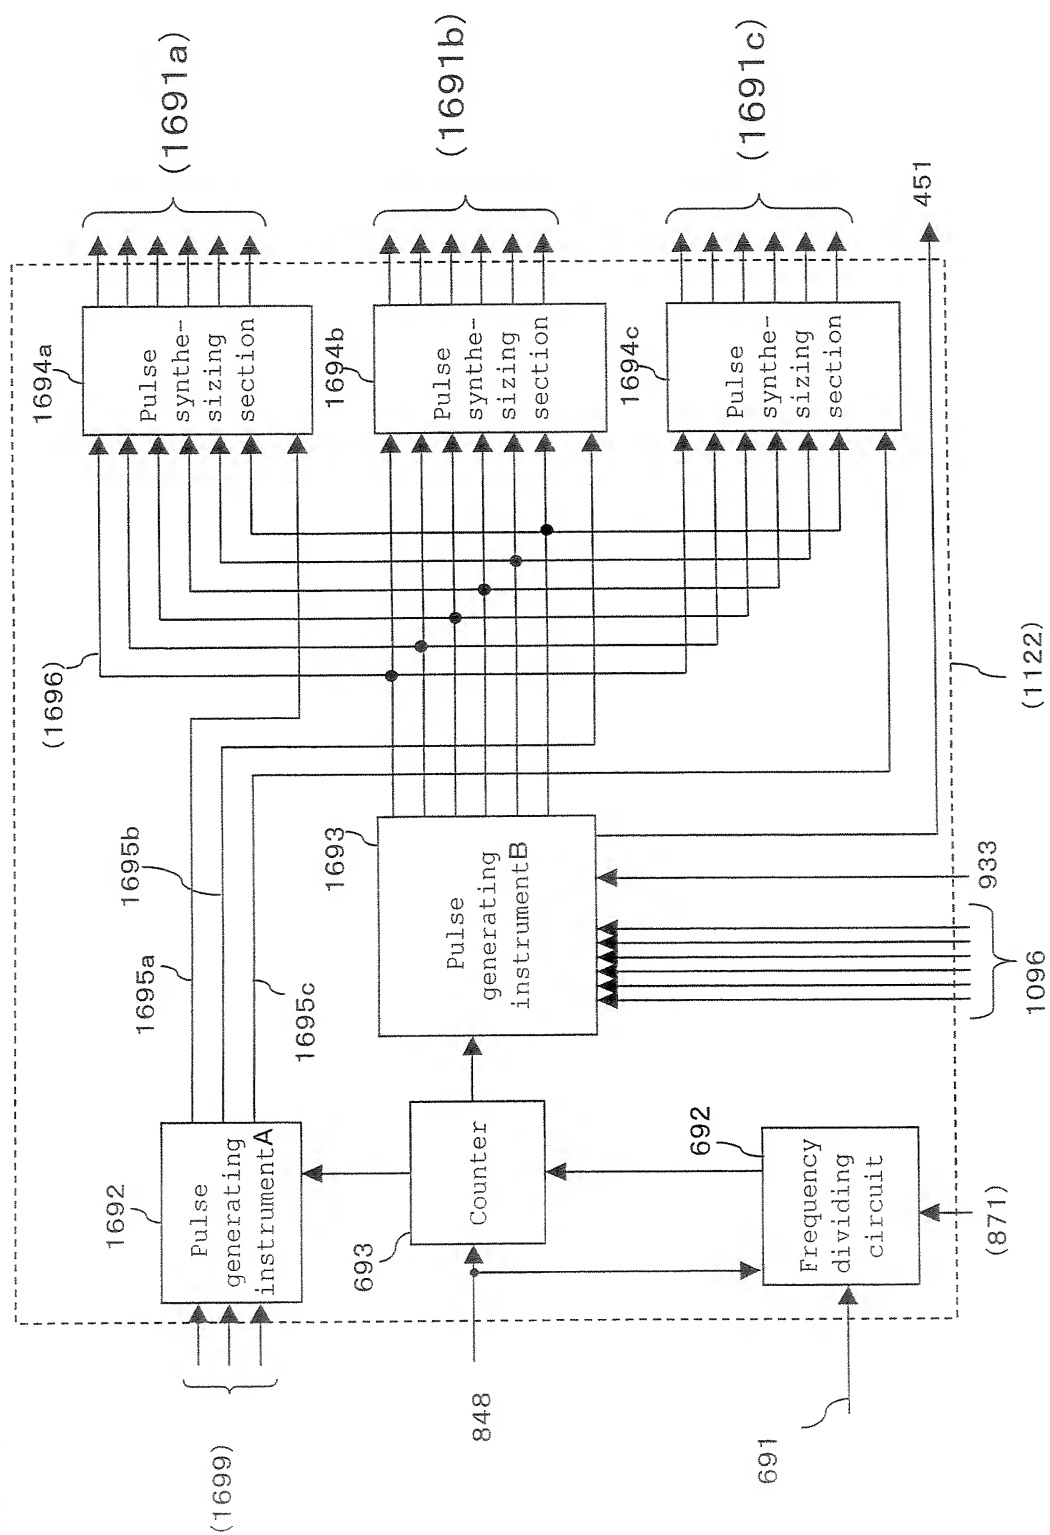 (1699)
848
691
1692
Pulse
generating
instrumentA
693
Counter
692
Frequency
dividing
circuit
(871)
1695a
1695b
1695c
1693
Pulse
generating
instrumentB
933
1096
(1696)
(1122)
1694a
Pulse
synthe-
sizing
section
1694b
Pulse
synthe-
sizing
section
1694c
Pulse
synthe-
sizing
section
(1691a)
(1691b)
(1691c)
451